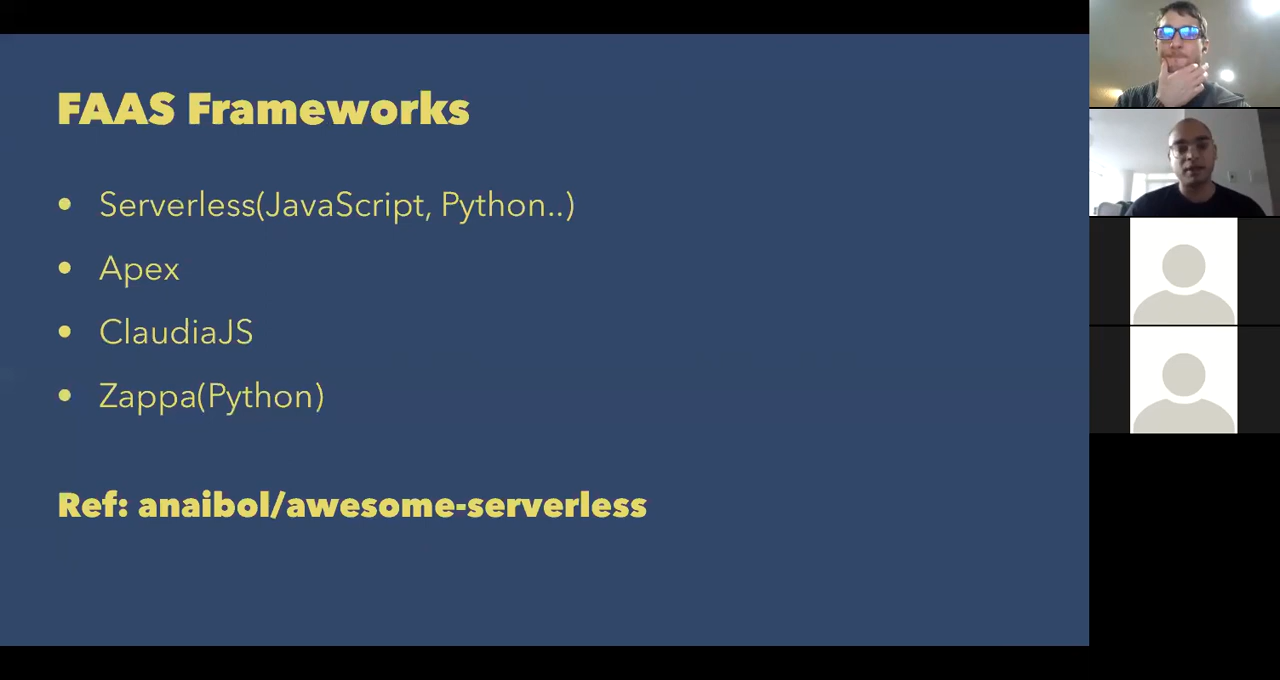 FAAS Frameworks
• Serverless(JavaScript, Python..)
• Apex
• ClaudiaJS
• Zappa(Python)
Ref: anaibol/awesome-serverless